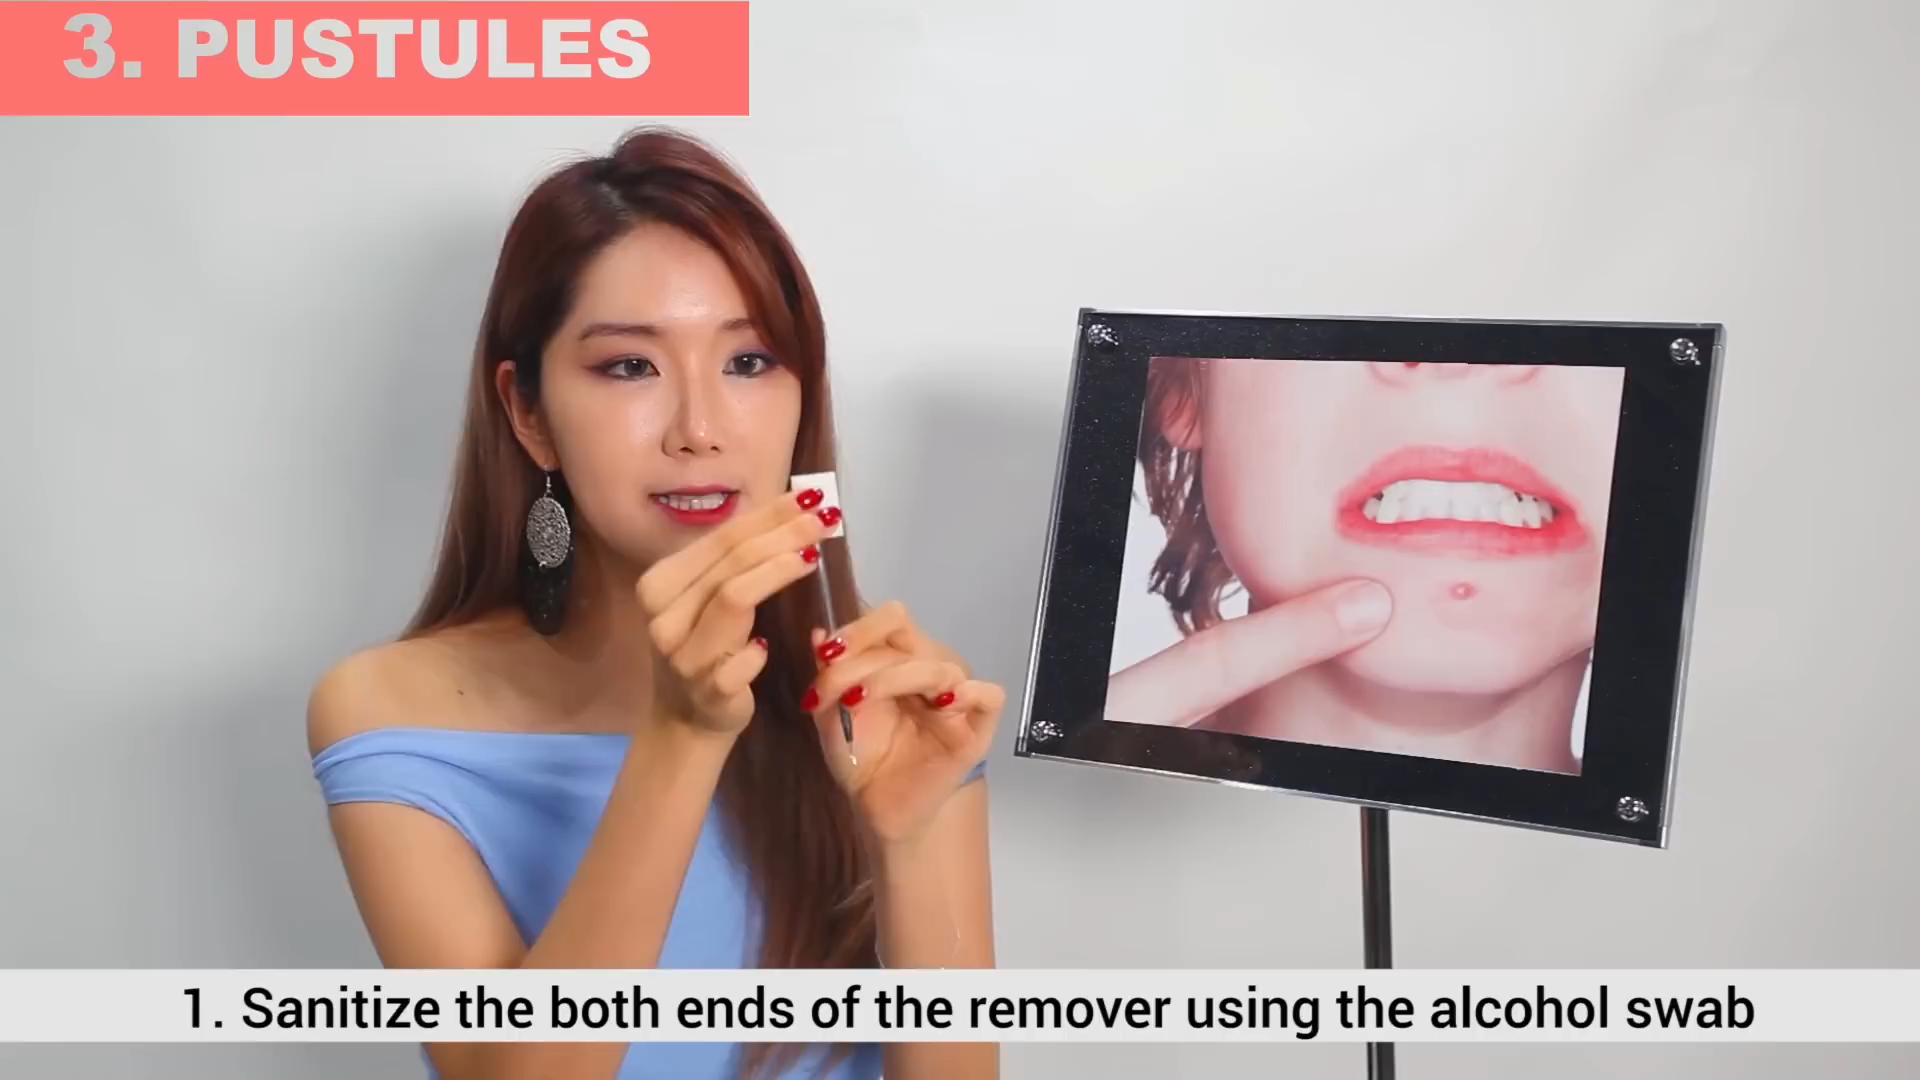 3. PUSTULES
1. Sanitize the both ends of the remover using the alcohol swab